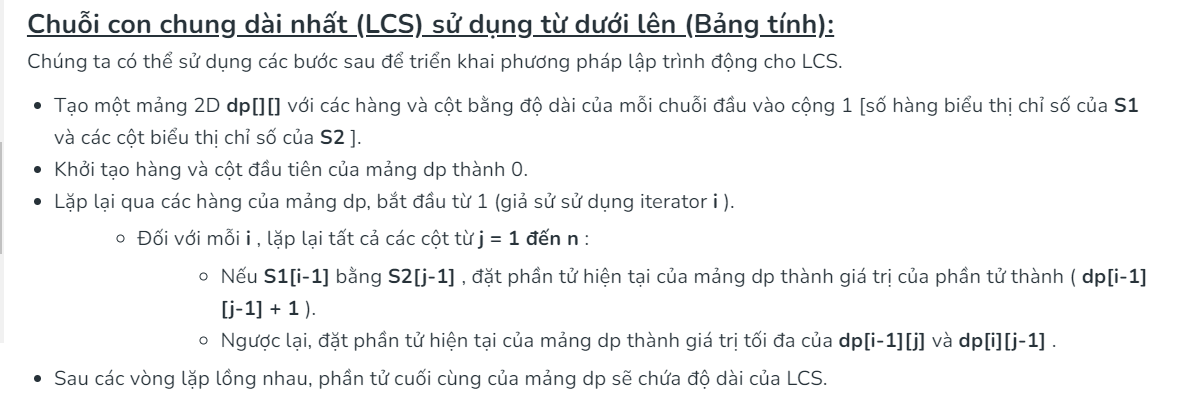 Chuỗi con chung dài nhất (LCS) sử dụng từ dưới lên (Bảng tính):
Chúng ta có thể sử dụng các bước sau để triển khai phương pháp lập trình động cho LCS.
• Tạo một mảng 2D dp[][] với các hàng và cột bằng độ dài của mỗi chuỗi đầu vào cộng 1 [số hàng biểu thị chỉ số của S1
và các cột biểu thị chỉ số của S2 ].
• Khởi tạo hàng và cột đầu tiên của mảng dp thành 0.
• Lặp lại qua các hàng của mảng dp, bắt đầu từ 1 (giả sử sử dụng iterator i ).
◦ Đối với mỗi i , lặp lại tất cả các cột từ j = 1 đến n :
◦ Nếu S1[i-1] bằng S2[j-1] , đặt phần tử hiện tại của mảng dp thành giá trị của phần tử thành ( dp[i-1]
[j-1] + 1 ).
◦ Ngược lại, đặt phần tử hiện tại của mảng dp thành giá trị tối đa của dp[i-1][j] và dp[i][j-1] .
• Sau các vòng lặp lồng nhau, phần tử cuối cùng của mảng dp sẽ chứa độ dài của LCS.